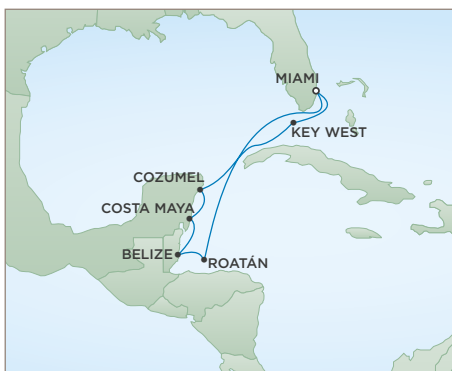 MIAMI
KEY WEST
COZUMEL
COSTA MAYA
BELIZE
ROATÁN